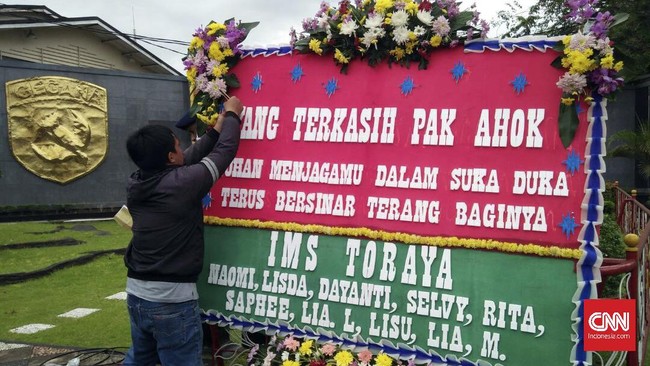 GEGANA
ANG TERKASIH PAK AHOK
UHAN MENJAGAMU DALAM SUKA DUKA
TERUS BERSINAR TERANG BAGINYA
IMS TORAYA
NAOMI, LISDA, DAYANTI, SELVY, RITA,
SAPHEE, LIA L, LISU, LIA, M.
CNN
Indonesia.com